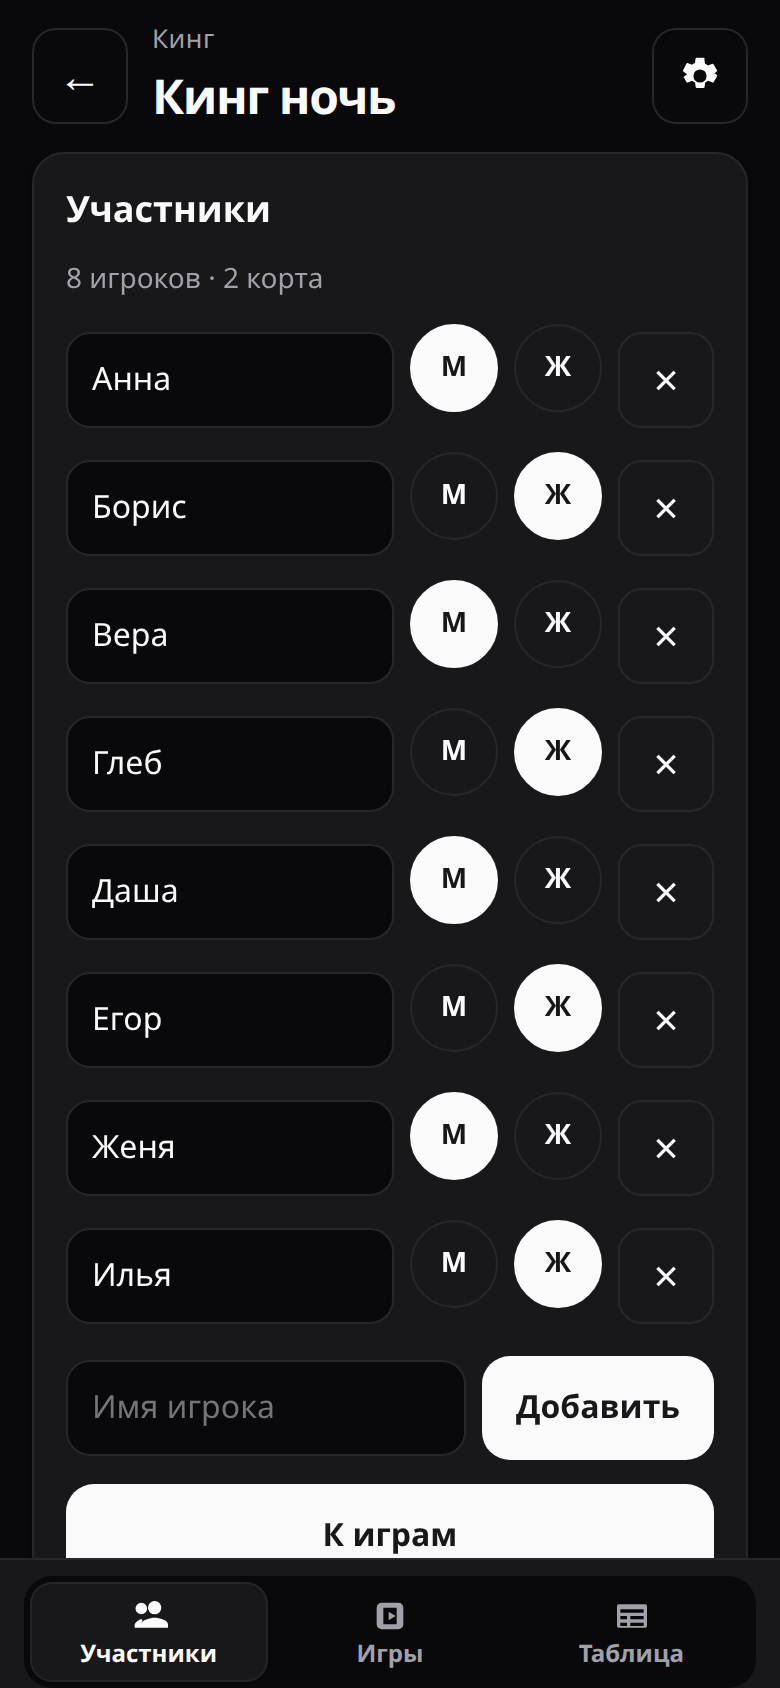 ←
Кинг
Кинг ночь
Участники
8 игроков · 2 корта
Анна М Ж ✕
Борис М Ж ✕
Вера М Ж ✕
Глеб М Ж ✕
Даша М Ж ✕
Егор М Ж ✕
Женя М Ж ✕
Илья М Ж ✕
Имя игрока Добавить
К играм
Участники Игры Таблица